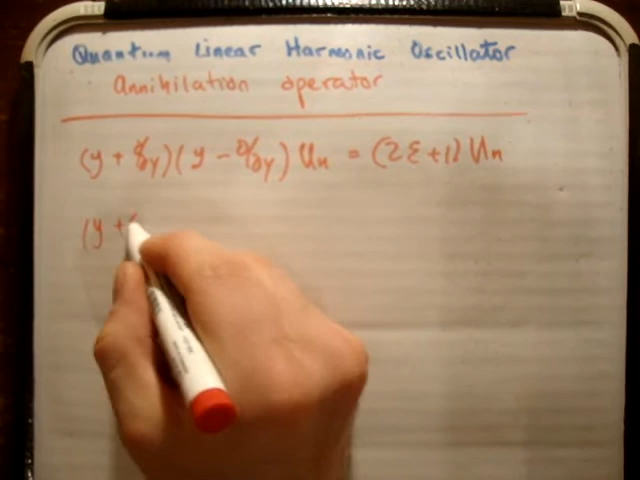 Quantum Linear Harmonic Oscillator
Annihilation operator
(y + ∂/∂y)(y - ∂/∂y) Un = (2ε+1) Un
(y +